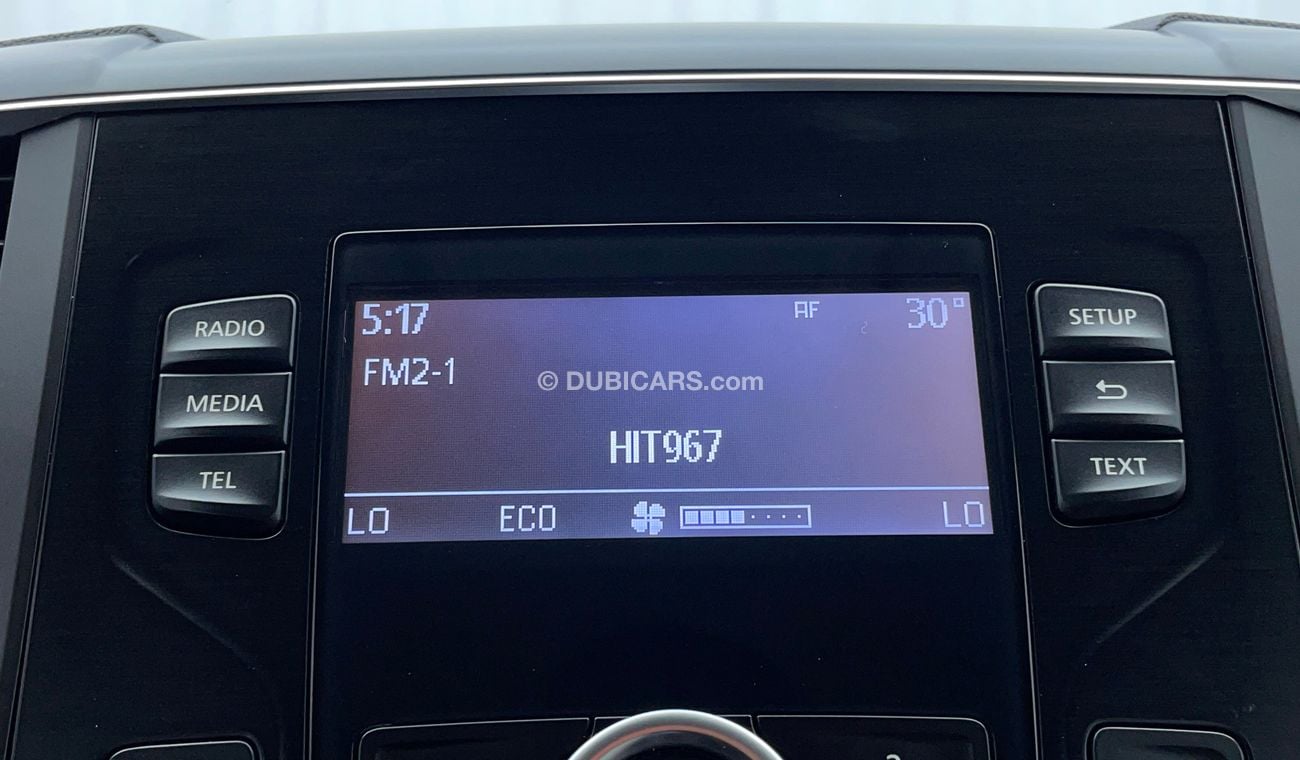 5:17 AF 30°
FM2-1
© DUBICARS.com
HIT967
LO ECO LO
RADIO
MEDIA
TEL
SETUP
TEXT